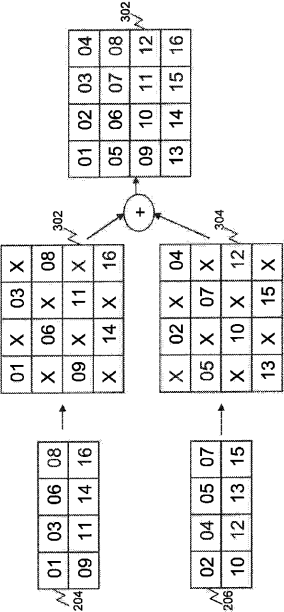 206
02 04 05 07
10 12 13 15
204
01 03 06 08
09 11 14 16
304
X 02 X 04
05 X 07 X
X 10 X 12
13 X 15 X
302
01 X 03 X
X 06 X 08
09 X 11 X
X 14 X 16
+
302
01 02 03 04
05 06 07 08
09 10 11 12
13 14 15 16